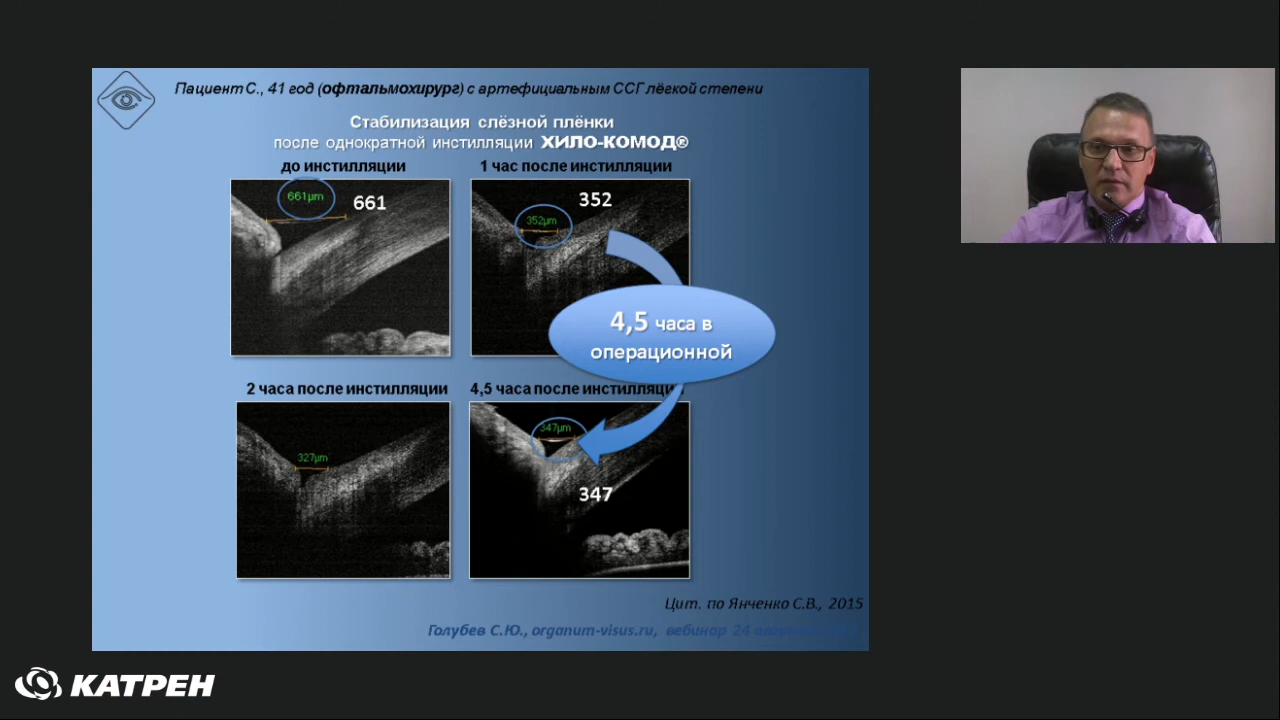 Пациент С., 41 год (офтальмохирург) с артефициальным ССГ лёгкой степени
Стабилизация слёзной плёнки
после однократной инстилляции ХИЛО-КОМОД®
до инстилляции
1 час после инстилляции
661µm
661
352µm
352
4,5 часа в
операционной
2 часа после инстилляции
4,5 часа после инстилляци
327µm
347µm
347
Цит. по Янченко С.В., 2015
Голубев С.Ю., organum-visus.ru, вебинар 24
КАТРЕН